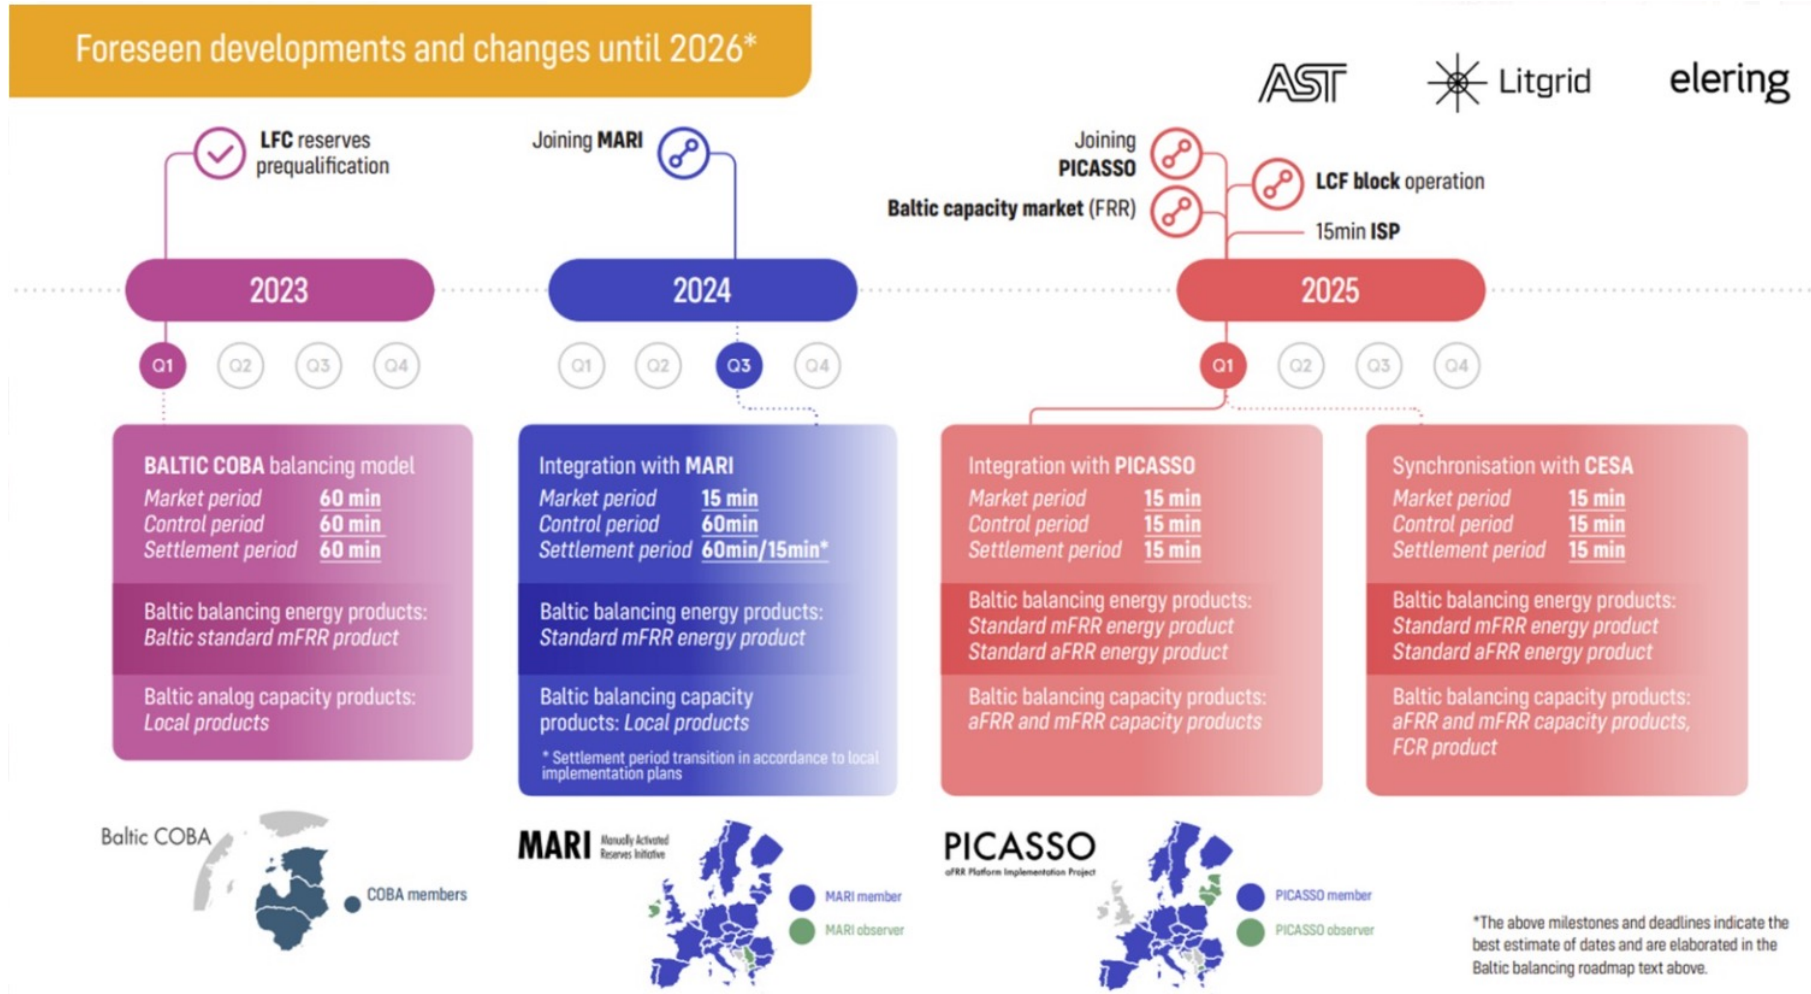 Foreseen developments and changes until 2026*
AST
Litgrid
elering
LFC reserves
prequalification
Joining MARI
Joining
PICASSO
Baltic capacity market (FRR)
LCF block operation
15min ISP
2023
2024
2025
Q1 Q2 Q3 Q4
Q1 Q2 Q3 Q4
Q1 Q2 Q3 Q4
BALTIC COBA balancing model
Market period 60 min
Control period 60 min
Settlement period 60 min
Baltic balancing energy products:
Baltic standard mFRR product
Baltic analog capacity products:
Local products
Integration with MARI
Market period 15 min
Control period 60min
Settlement period 60min/15min*
Baltic balancing energy products:
Standard mFRR energy product
Baltic balancing capacity
products: Local products
* Settlement period transition in accordance to local
implementation plans
Integration with PICASSO
Market period 15 min
Control period 15 min
Settlement period 15 min
Baltic balancing energy products:
Standard mFRR energy product
Standard aFRR energy product
Baltic balancing capacity products:
aFRR and mFRR capacity products
Synchronisation with CESA
Market period 15 min
Control period 15 min
Settlement period 15 min
Baltic balancing energy products:
Standard mFRR energy product
Standard aFRR energy product
Baltic balancing capacity products:
aFRR and mFRR capacity products,
FCR product
Baltic COBA
COBA members
MARI
Manually Activated
Reserves Initiative
MARI member
MARI observer
PICASSO
aFRR Platform Implementation Project
PICASSO member
PICASSO observer
*The above milestones and deadlines indicate the
best estimate of dates and are elaborated in the
Baltic balancing roadmap text above.